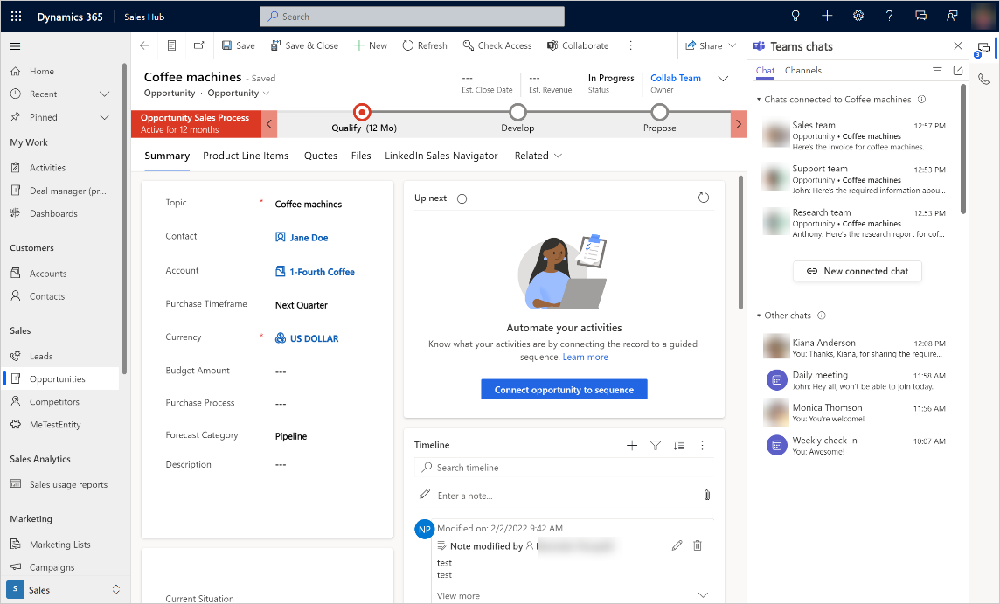 Dynamics 365
Sales Hub
Search
Save
Save & Close
New
Refresh
Check Access
Collaborate
Share
Home
Recent
Pinned
My Work
Activities
Deal manager (pr...
Dashboards
Customers
Accounts
Contacts
Sales
Leads
Opportunities
Competitors
MeTestEntity
Sales Analytics
Sales usage reports
Marketing
Marketing Lists
Campaigns
S
Sales
Coffee machines - Saved
Opportunity · Opportunity
---
Est. Close Date
---
Est. Revenue
In Progress
Status
Collab Team
Owner
Opportunity Sales Process
Active for 12 months
Qualify (12 Mo)
Develop
Propose
Summary
Product Line Items
Quotes
Files
LinkedIn Sales Navigator
Related
Topic * Coffee machines
Contact Jane Doe
Account 1-Fourth Coffee
Purchase Timeframe Next Quarter
Currency * US DOLLAR
Budget Amount ---
Purchase Process ---
Forecast Category Pipeline
Description ---
Current Situation
Up next
Automate your activities
Know what your activities are by connecting the record to a guided
sequence. Learn more
Connect opportunity to sequence
Timeline
Search timeline
Enter a note...
NP
Modified on: 2/2/2022 9:42 AM
Note modified by
test
test
View more
Teams chats
3
Chat
Channels
Chats connected to Coffee machines
Sales team 12:57 PM
Opportunity • Coffee machines
Here's the invoice for coffee machines.
Support team 12:53 PM
Opportunity • Coffee machines
John: Here's the required information abou...
Research team 12:53 PM
Opportunity • Coffee machines
Anthony: Here's the research report for cof...
New connected chat
Other chats
Kiana Anderson 12:08 PM
You: Thanks, Kiana, for sharing the require...
Daily meeting 11:58 AM
John: Hey all, won't be able to join today.
Monica Thomson 11:56 AM
You: You're welcome!
Weekly check-in 10:07 AM
You: Awesome!